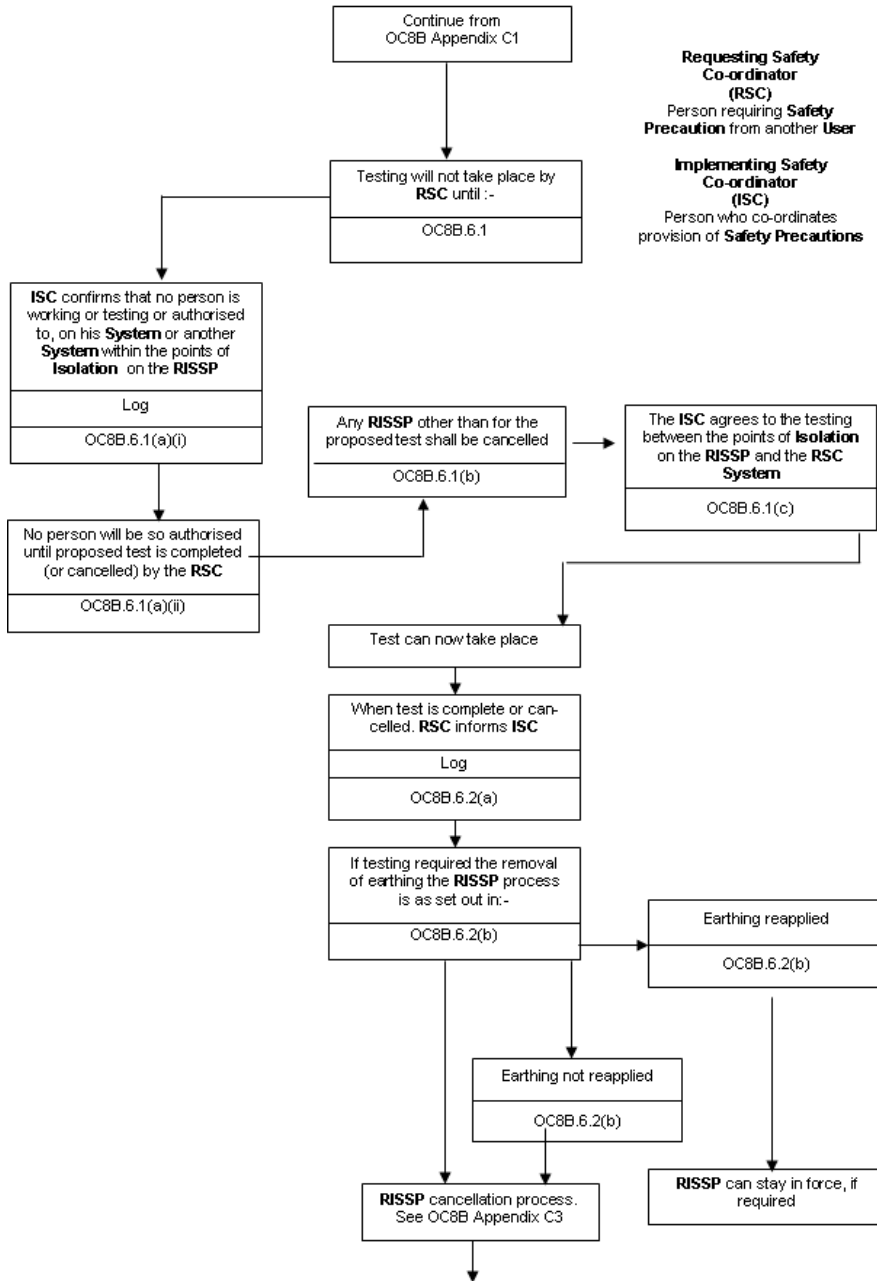 Continue from
OC8B Appendix C1
Requesting Safety
Co-ordinator
(RSC)
Person requiring Safety
Precaution from another User
Implementing Safety
Co-ordinator
(ISC)
Person who co-ordinates
provision of Safety Precautions
Testing will not take place by
RSC until :-
OC8B.6.1
ISC confirms that no person is
working or testing or authorised
to, on his System or another
System within the points of
Isolation on the RISSP
Log
OC8B.6.1(a)(i)
No person will be so authorised
until proposed test is completed
(or cancelled) by the RSC
OC8B.6.1(a)(ii)
Any RISSP other than for the
proposed test shall be cancelled
OC8B.6.1(b)
The ISC agrees to the testing
between the points of Isolation
on the RISSP and the RSC
System
OC8B.6.1(c)
Test can now take place
When test is complete or can-
celled. RSC informs ISC
Log
OC8B.6.2(a)
If testing required the removal
of earthing the RISSP process
is as set out in:-
OC8B.6.2(b)
Earthing reapplied
OC8B.6.2(b)
Earthing not reapplied
OC8B.6.2(b)
RISSP cancellation process.
See OC8B Appendix C3
RISSP can stay in force, if
required